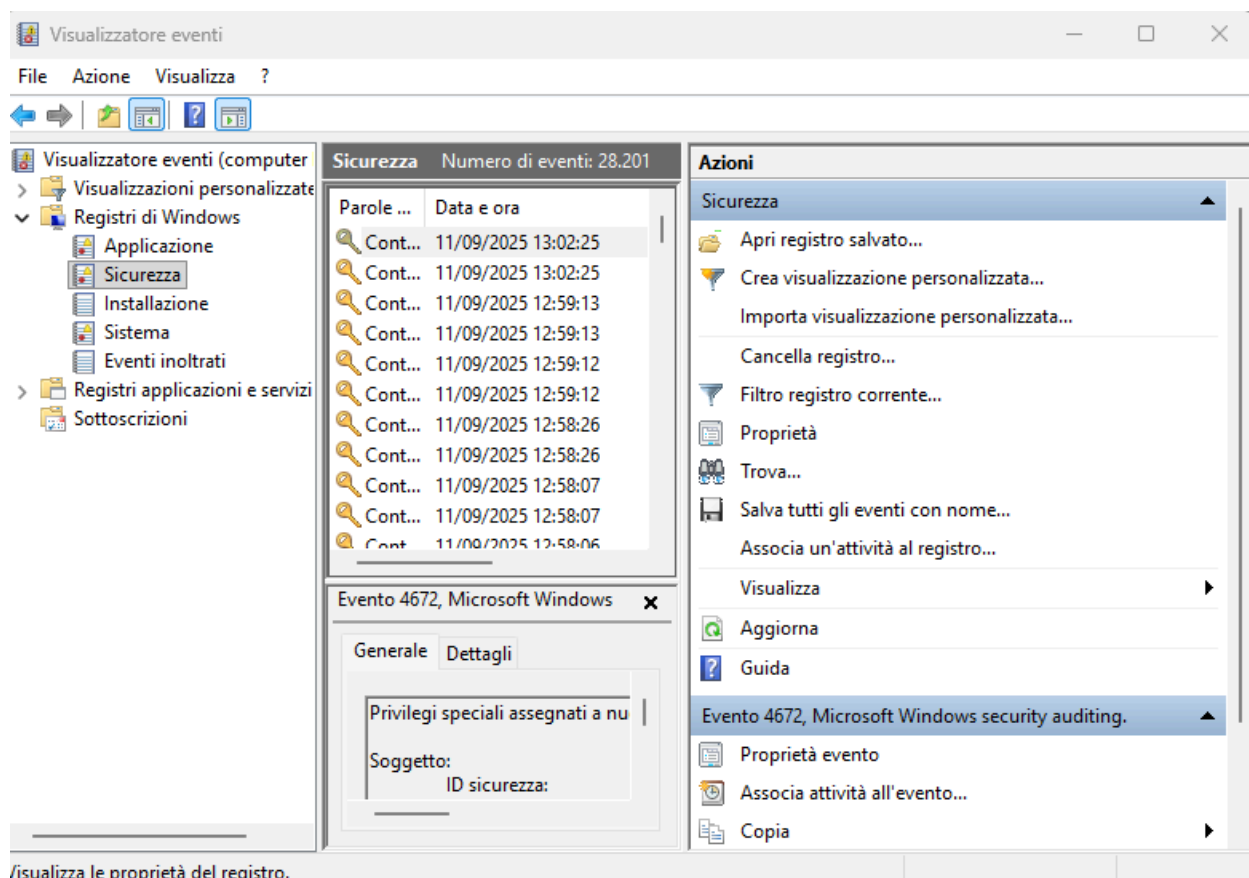 Visualizzatore eventi
File Azione Visualizza ?
Visualizzatore eventi (computer
Visualizzazioni personalizzate
Registri di Windows
Applicazione
Sicurezza
Installazione
Sistema
Eventi inoltrati
Registri applicazioni e servizi
Sottoscrizioni
Sicurezza Numero di eventi: 28.201
Parole ... Data e ora
Cont... 11/09/2025 13:02:25
Cont... 11/09/2025 13:02:25
Cont... 11/09/2025 12:59:13
Cont... 11/09/2025 12:59:13
Cont... 11/09/2025 12:59:12
Cont... 11/09/2025 12:59:12
Cont... 11/09/2025 12:58:26
Cont... 11/09/2025 12:58:26
Cont... 11/09/2025 12:58:07
Cont... 11/09/2025 12:58:07
Cont... 11/09/2025 12:58:06
Evento 4672, Microsoft Windows
Generale Dettagli
Privilegi speciali assegnati a nu
Soggetto:
ID sicurezza:
Azioni
Sicurezza
Apri registro salvato...
Crea visualizzazione personalizzata...
Importa visualizzazione personalizzata...
Cancella registro...
Filtro registro corrente...
Proprietà
Trova...
Salva tutti gli eventi con nome...
Associa un'attività al registro...
Visualizza
Aggiorna
Guida
Evento 4672, Microsoft Windows security auditing.
Proprietà evento
Associa attività all'evento...
Copia
Visualizza le proprietà del registro.